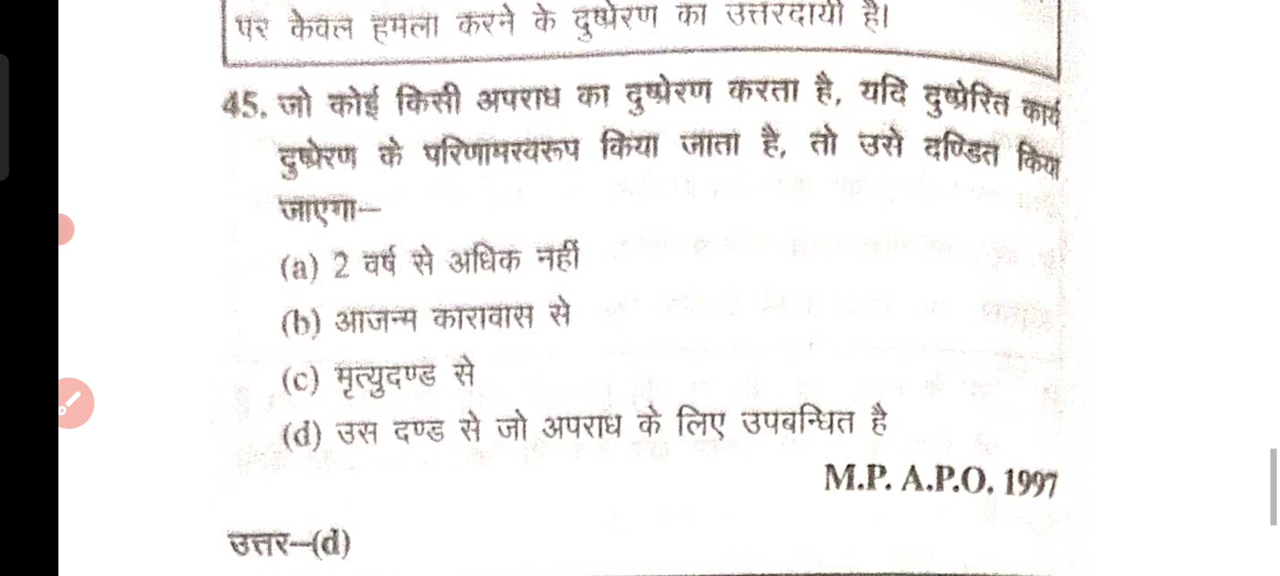 पर केवल हमला करने के दुष्प्रेरण का उत्तरदायी है।
45. जो कोई किसी अपराध का दुष्प्रेरण करता है, यदि दुष्प्रेरित कार्य
दुष्प्रेरण के परिणामस्वरूप किया जाता है, तो उसे दण्डित किया
जाएगा—
(a) 2 वर्ष से अधिक नहीं
(b) आजन्म कारावास से
(c) मृत्युदण्ड से
(d) उस दण्ड से जो अपराध के लिए उपबन्धित है
M.P. A.P.O. 1997
उत्तर—(d)